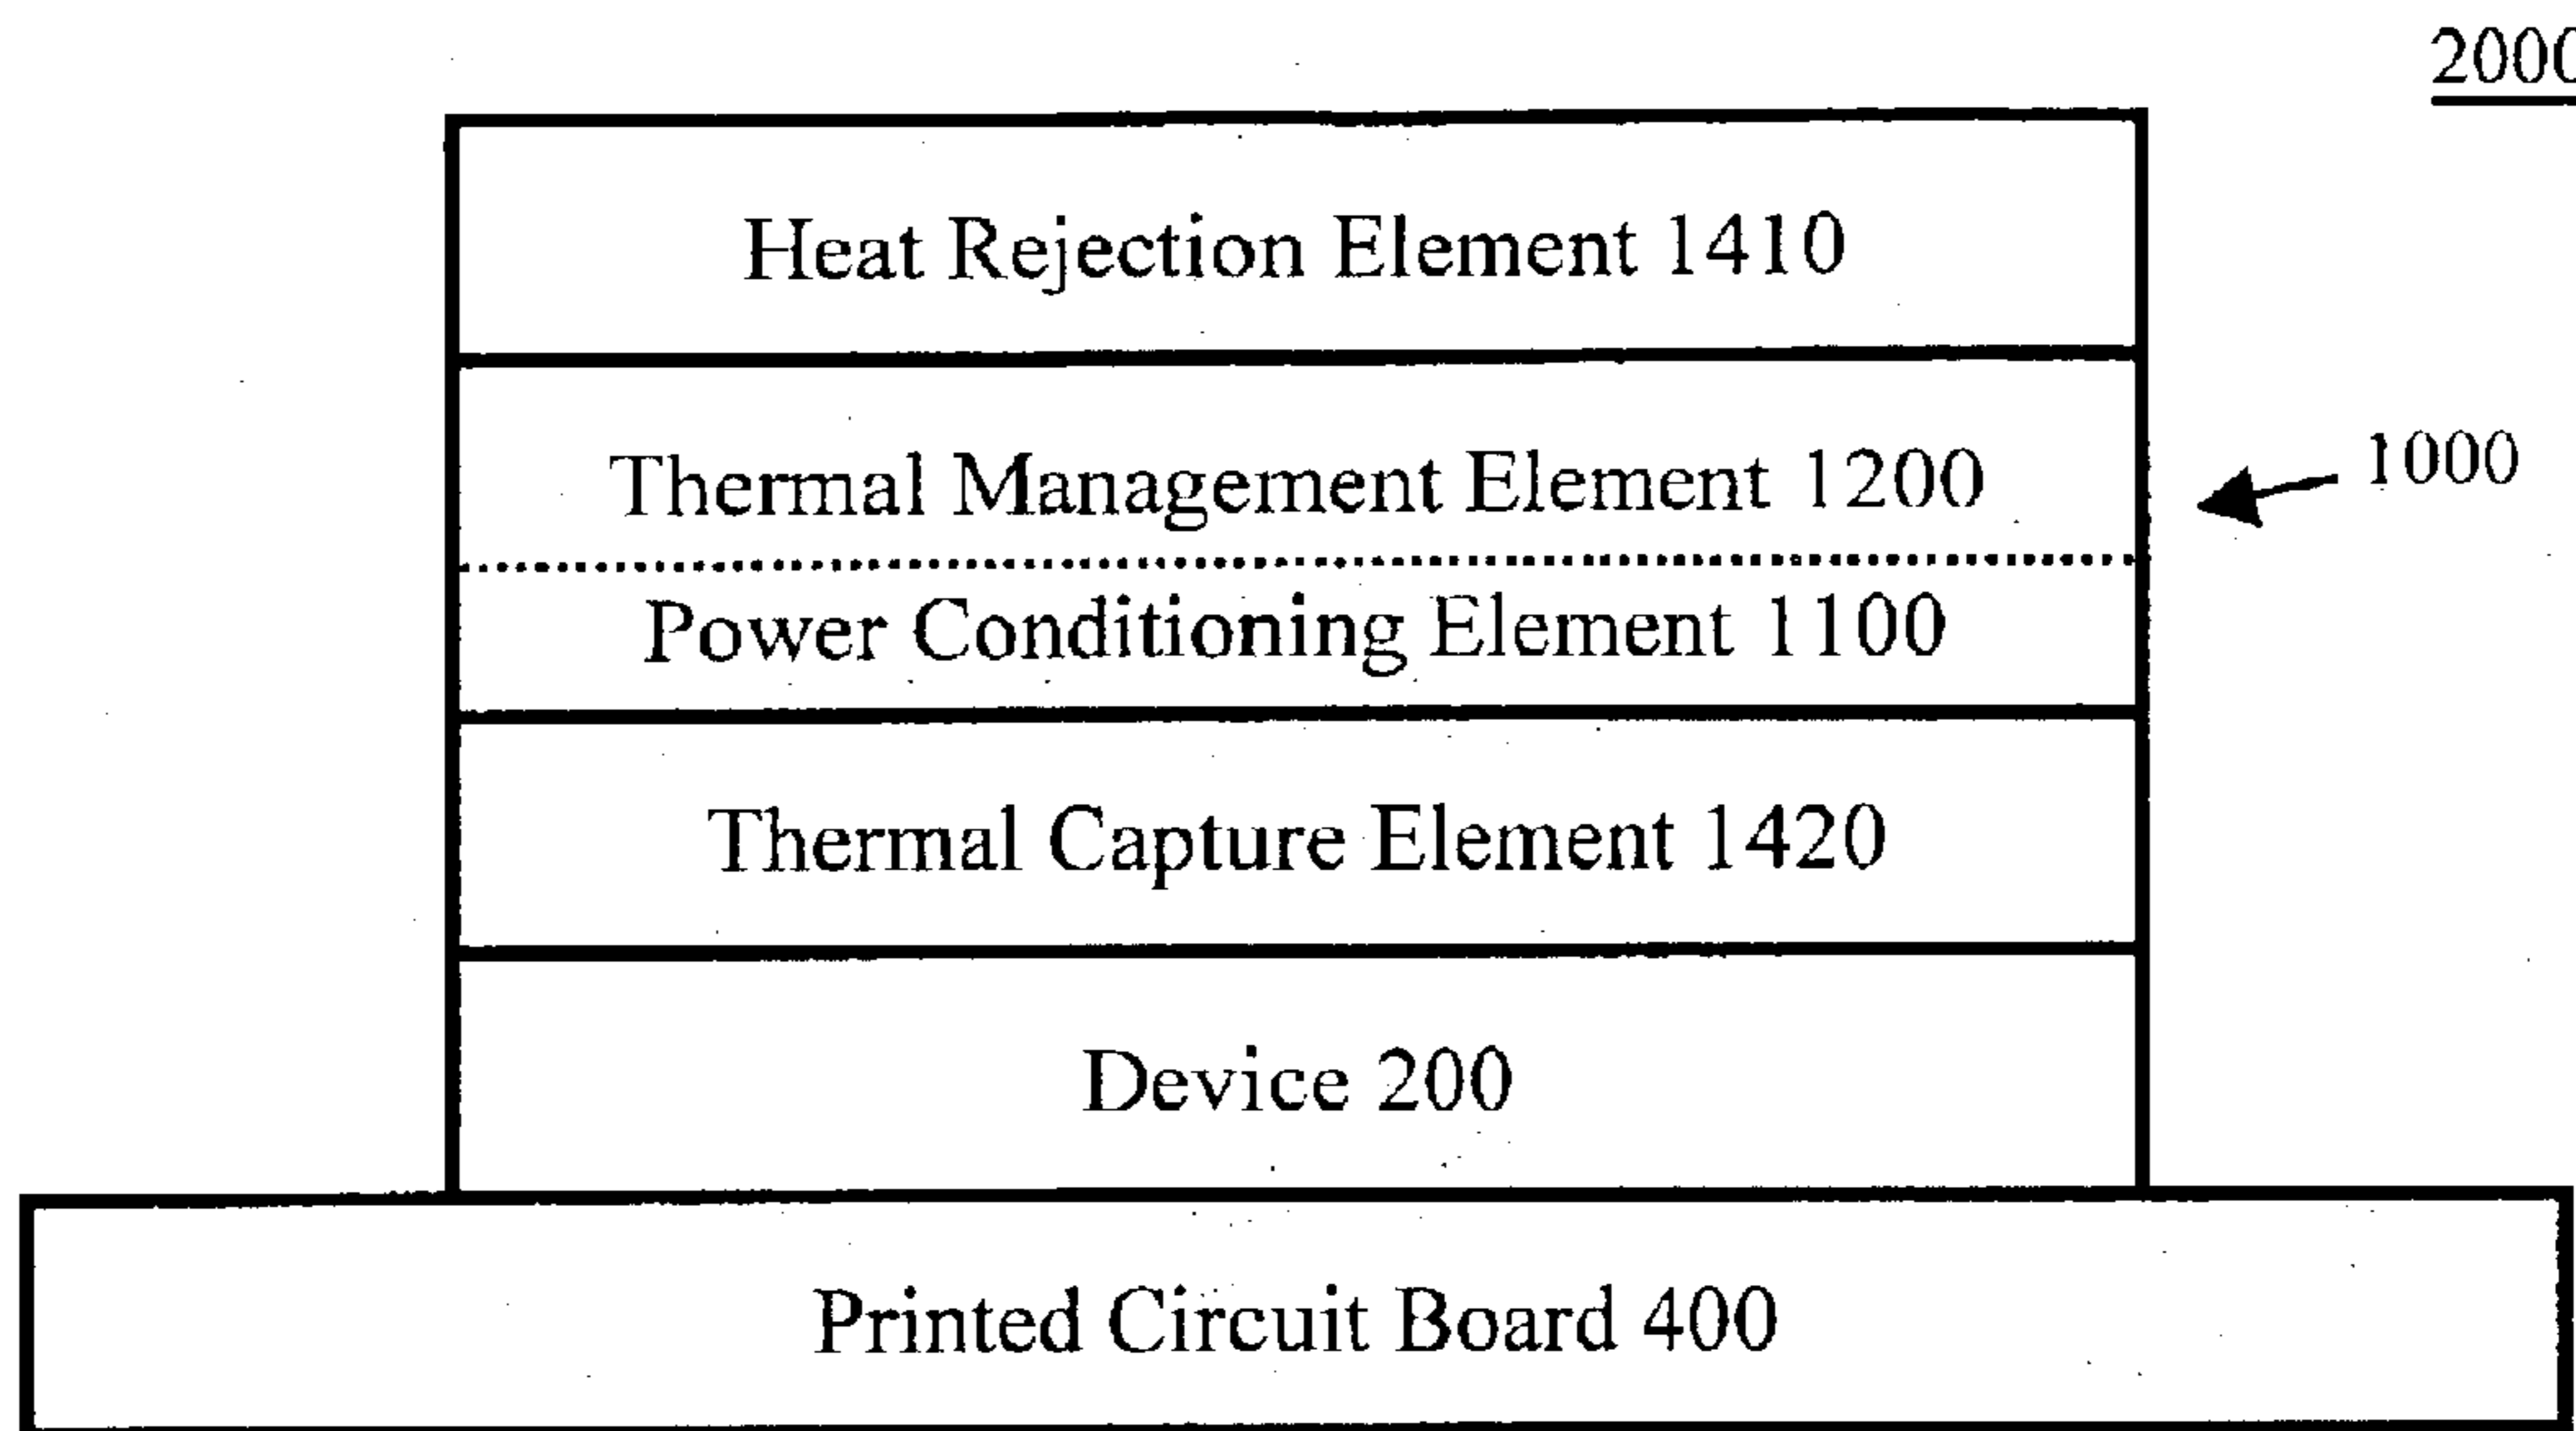 2000
Heat Rejection Element 1410
Thermal Management Element 1200
1000
Power Conditioning Element 1100
Thermal Capture Element 1420
Device 200
Printed Circuit Board 400